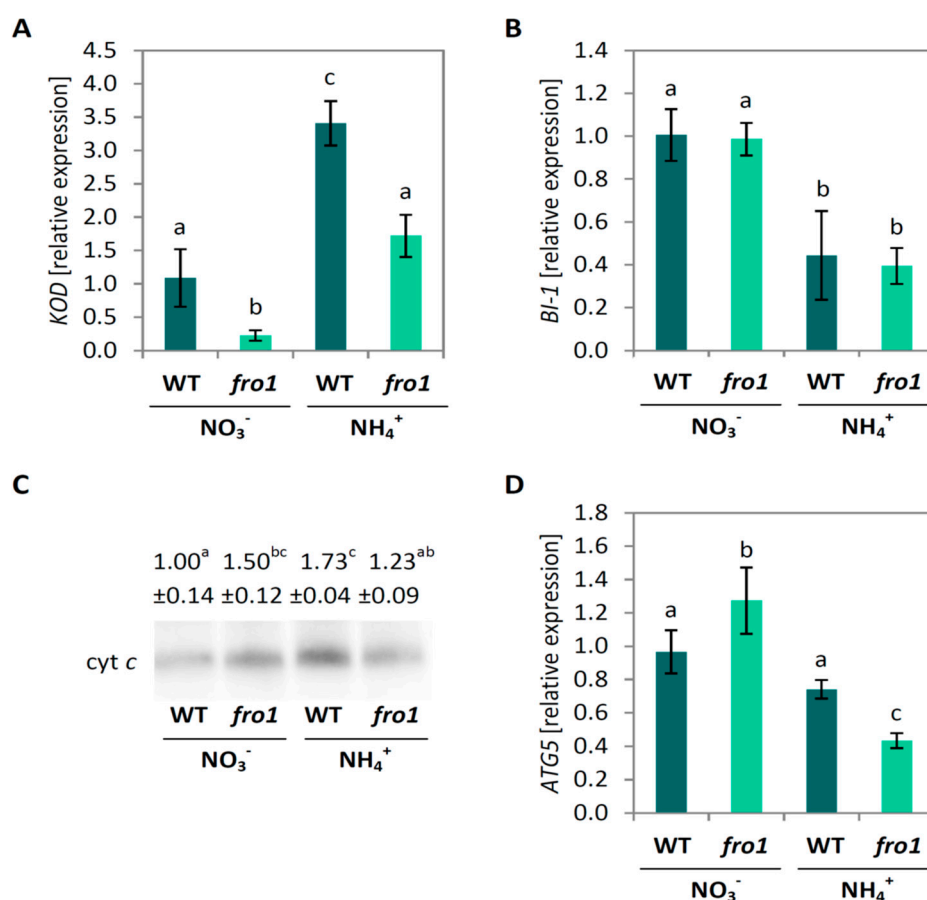 A
KOD [relative expression]
4.5
4.0
3.5
3.0
2.5
2.0
1.5
1.0
0.5
0.0
a
b
c
a
WT fro1 WT fro1
NO₃⁻ NH₄⁺
B
BI-1 [relative expression]
1.4
1.2
1.0
0.8
0.6
0.4
0.2
0.0
a
a
b
b
WT fro1 WT fro1
NO₃⁻ NH₄⁺
C
1.00ᵃ 1.50ᵇᶜ 1.73ᶜ 1.23ᵃᵇ
±0.14 ±0.12 ±0.04 ±0.09
cyt c
WT fro1 WT fro1
NO₃⁻ NH₄⁺
D
ATG5 [relative expression]
1.8
1.6
1.4
1.2
1.0
0.8
0.6
0.4
0.2
0.0
a
b
a
c
WT fro1 WT fro1
NO₃⁻ NH₄⁺